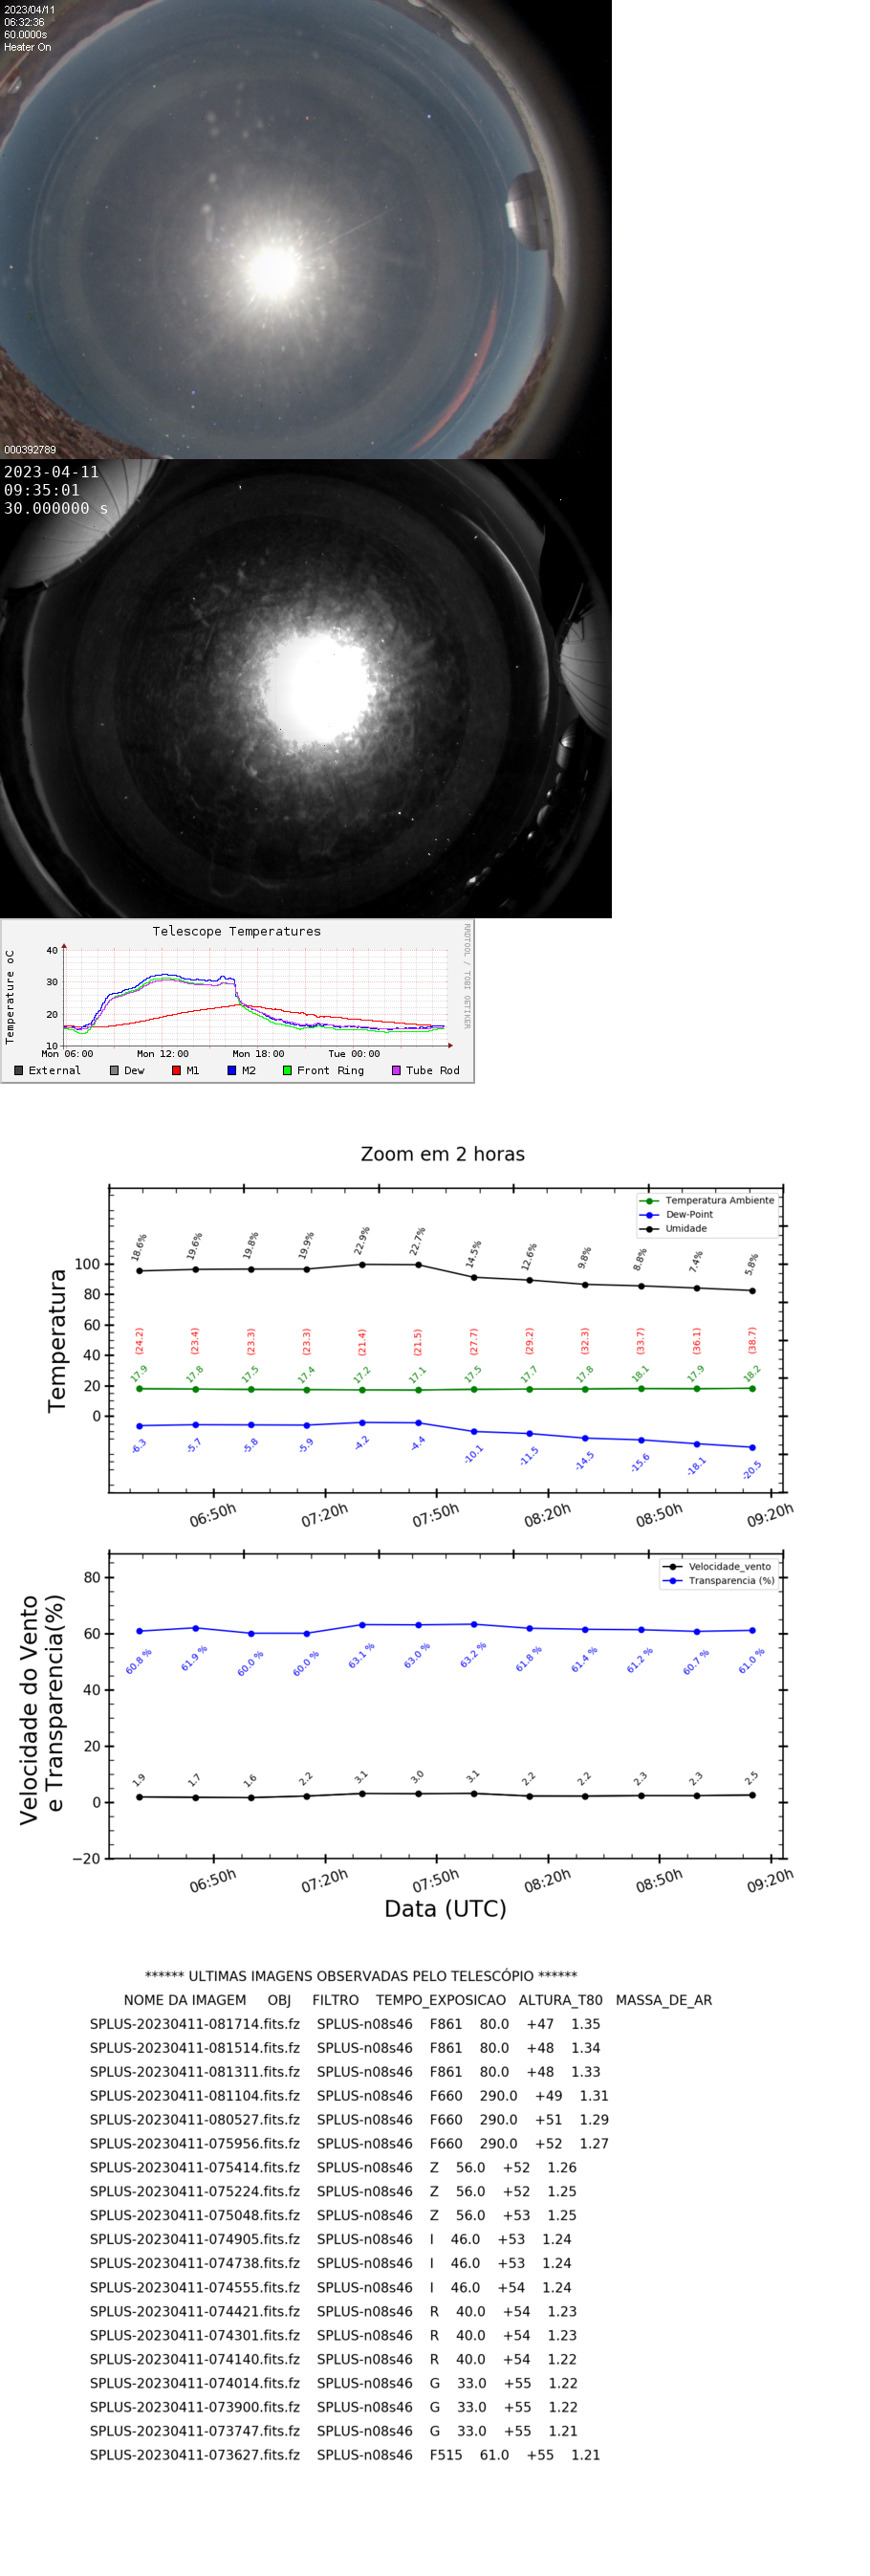 2023/04/11
06:32:36
60.0000s
Heater On
000392789
2023-04-11
09:35:01
30.000000 s
Telescope Temperatures
RRDTOOL / TOBI OETIKER
Temperature oC
40
30
20
10
Mon 06:00 Mon 12:00 Mon 18:00 Tue 00:00
External Dew M1 M2 Front Ring Tube Rod
Zoom em 2 horas
Temperatura Ambiente
Dew-Point
Umidade
Temperatura
100
80
60
40
20
0
18.6% 19.6% 19.8% 19.9% 22.9% 22.7% 14.5% 12.6% 9.8% 8.8% 7.4% 5.8%
(24.2) (23.4) (23.3) (23.3) (21.4) (21.5) (27.7) (29.2) (32.3) (33.7) (36.1) (38.7)
17.9 17.8 17.5 17.4 17.2 17.1 17.5 17.7 17.8 18.1 17.9 18.2
-6.3 -5.7 -5.8 -5.9 -4.2 -4.4 -10.1 -11.5 -14.5 -15.6 -18.1 -20.5
06:50h 07:20h 07:50h 08:20h 08:50h 09:20h
Velocidade_vento
Transparencia (%)
Velocidade do Vento
e Transparencia(%)
80
60
40
20
0
−20
60.8 % 61.9 % 60.0 % 60.0 % 63.1 % 63.0 % 63.2 % 61.8 % 61.4 % 61.2 % 60.7 % 61.0 %
1.9 1.7 1.6 2.2 3.1 3.0 3.1 2.2 2.2 2.3 2.3 2.5
06:50h 07:20h 07:50h 08:20h 08:50h 09:20h
Data (UTC)
****** ULTIMAS IMAGENS OBSERVADAS PELO TELESCÓPIO ******
NOME DA IMAGEM OBJ FILTRO TEMPO_EXPOSICAO ALTURA_T80 MASSA_DE_AR
SPLUS-20230411-081714.fits.fz SPLUS-n08s46 F861 80.0 +47 1.35
SPLUS-20230411-081514.fits.fz SPLUS-n08s46 F861 80.0 +48 1.34
SPLUS-20230411-081311.fits.fz SPLUS-n08s46 F861 80.0 +48 1.33
SPLUS-20230411-081104.fits.fz SPLUS-n08s46 F660 290.0 +49 1.31
SPLUS-20230411-080527.fits.fz SPLUS-n08s46 F660 290.0 +51 1.29
SPLUS-20230411-075956.fits.fz SPLUS-n08s46 F660 290.0 +52 1.27
SPLUS-20230411-075414.fits.fz SPLUS-n08s46 Z 56.0 +52 1.26
SPLUS-20230411-075224.fits.fz SPLUS-n08s46 Z 56.0 +52 1.25
SPLUS-20230411-075048.fits.fz SPLUS-n08s46 Z 56.0 +53 1.25
SPLUS-20230411-074905.fits.fz SPLUS-n08s46 I 46.0 +53 1.24
SPLUS-20230411-074738.fits.fz SPLUS-n08s46 I 46.0 +53 1.24
SPLUS-20230411-074555.fits.fz SPLUS-n08s46 I 46.0 +54 1.24
SPLUS-20230411-074421.fits.fz SPLUS-n08s46 R 40.0 +54 1.23
SPLUS-20230411-074301.fits.fz SPLUS-n08s46 R 40.0 +54 1.23
SPLUS-20230411-074140.fits.fz SPLUS-n08s46 R 40.0 +54 1.22
SPLUS-20230411-074014.fits.fz SPLUS-n08s46 G 33.0 +55 1.22
SPLUS-20230411-073900.fits.fz SPLUS-n08s46 G 33.0 +55 1.22
SPLUS-20230411-073747.fits.fz SPLUS-n08s46 G 33.0 +55 1.21
SPLUS-20230411-073627.fits.fz SPLUS-n08s46 F515 61.0 +55 1.21